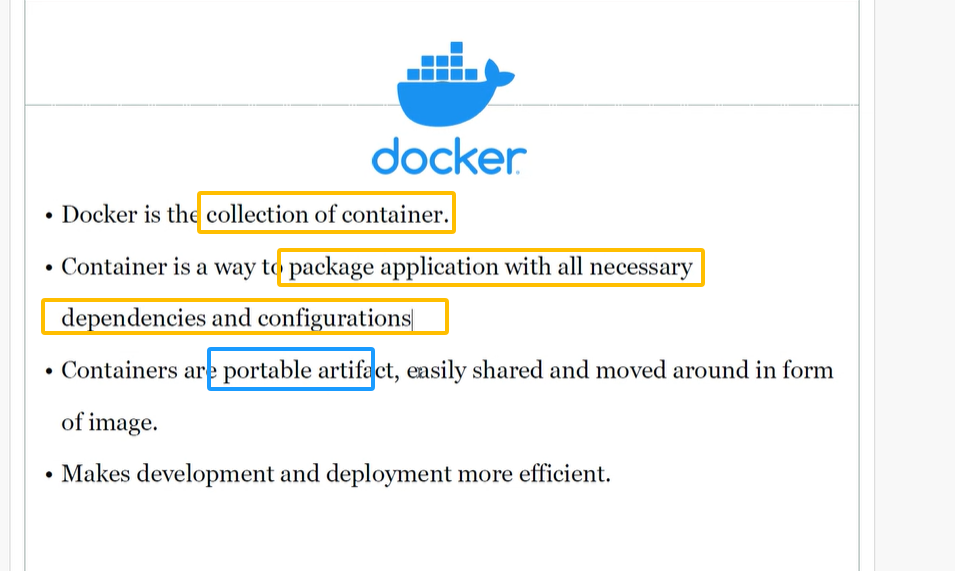 docker
• Docker is the collection of container.
• Container is a way to package application with all necessary
dependencies and configurations
• Containers are portable artifact, easily shared and moved around in form
of image.
• Makes development and deployment more efficient.